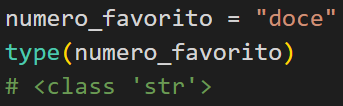 numero_favorito = "doce"
type(numero_favorito)
# <class 'str'>